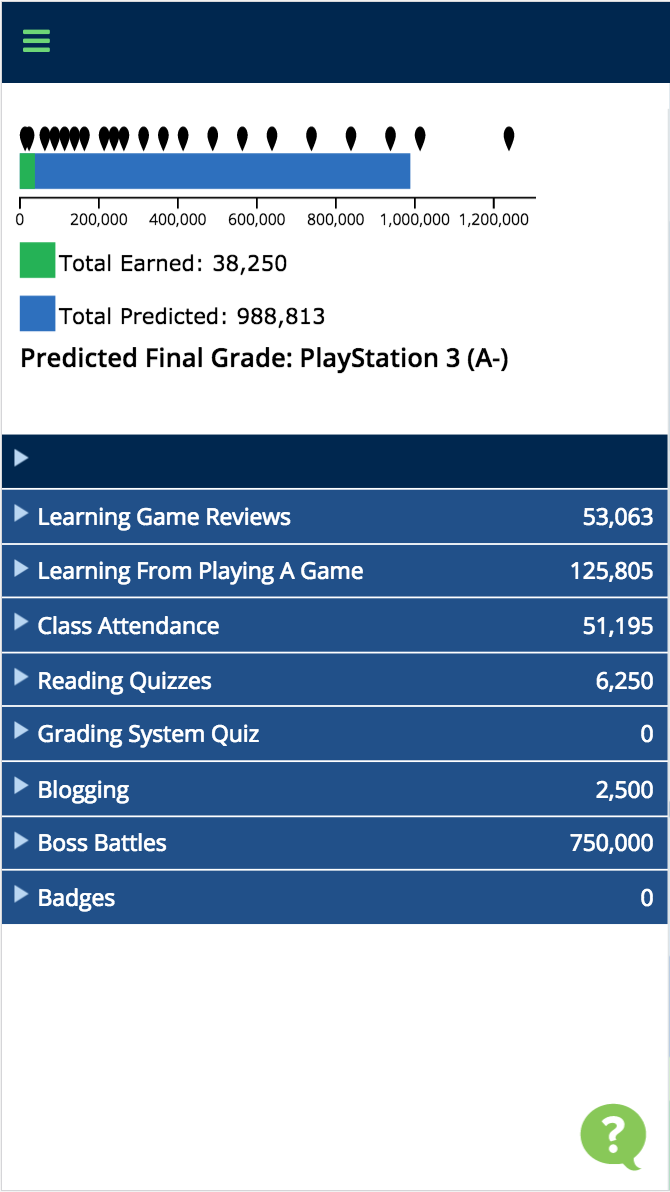 0 200,000 400,000 600,000 800,000 1,000,000 1,200,000
Total Earned: 38,250
Total Predicted: 988,813
Predicted Final Grade: PlayStation 3 (A-)
Learning Game Reviews 53,063
Learning From Playing A Game 125,805
Class Attendance 51,195
Reading Quizzes 6,250
Grading System Quiz 0
Blogging 2,500
Boss Battles 750,000
Badges 0
?